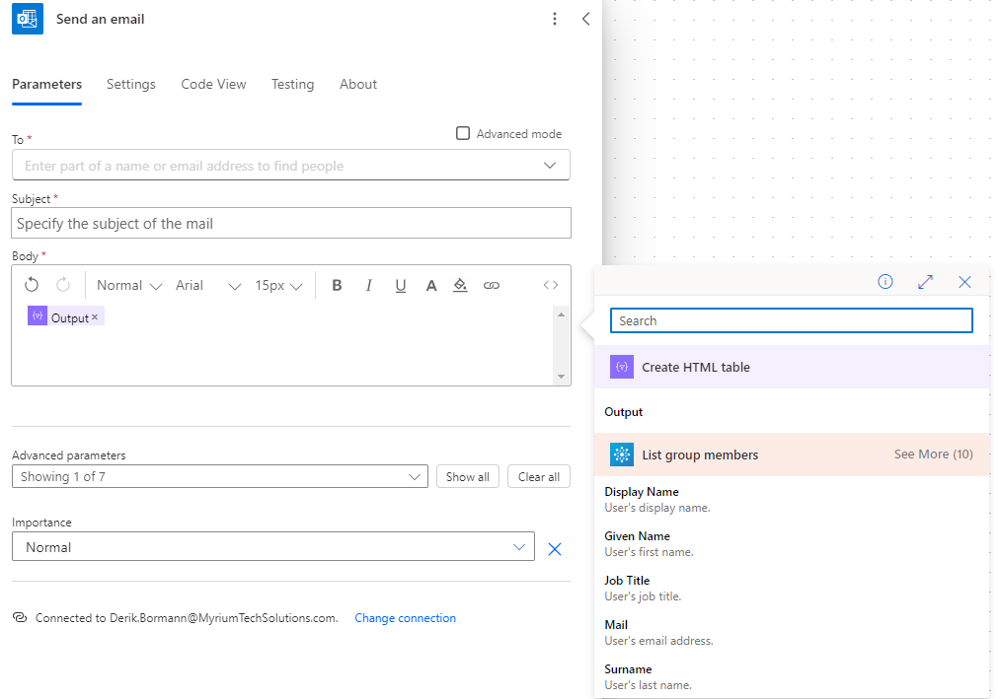 Send an email
Parameters Settings Code View Testing About
To *
Advanced mode
Enter part of a name or email address to find people
Subject *
Specify the subject of the mail
Body *
Normal Arial 15px B I U A <>
{v} Output ×
Advanced parameters
Showing 1 of 7 Show all Clear all
Importance
Normal
Connected to Derik.Bormann@MyriumTechSolutions.com. Change connection
Search
{v} Create HTML table
Output
List group members See More (10)
Display Name
User's display name.
Given Name
User's first name.
Job Title
User's job title.
Mail
User's email address.
Surname
User's last name.